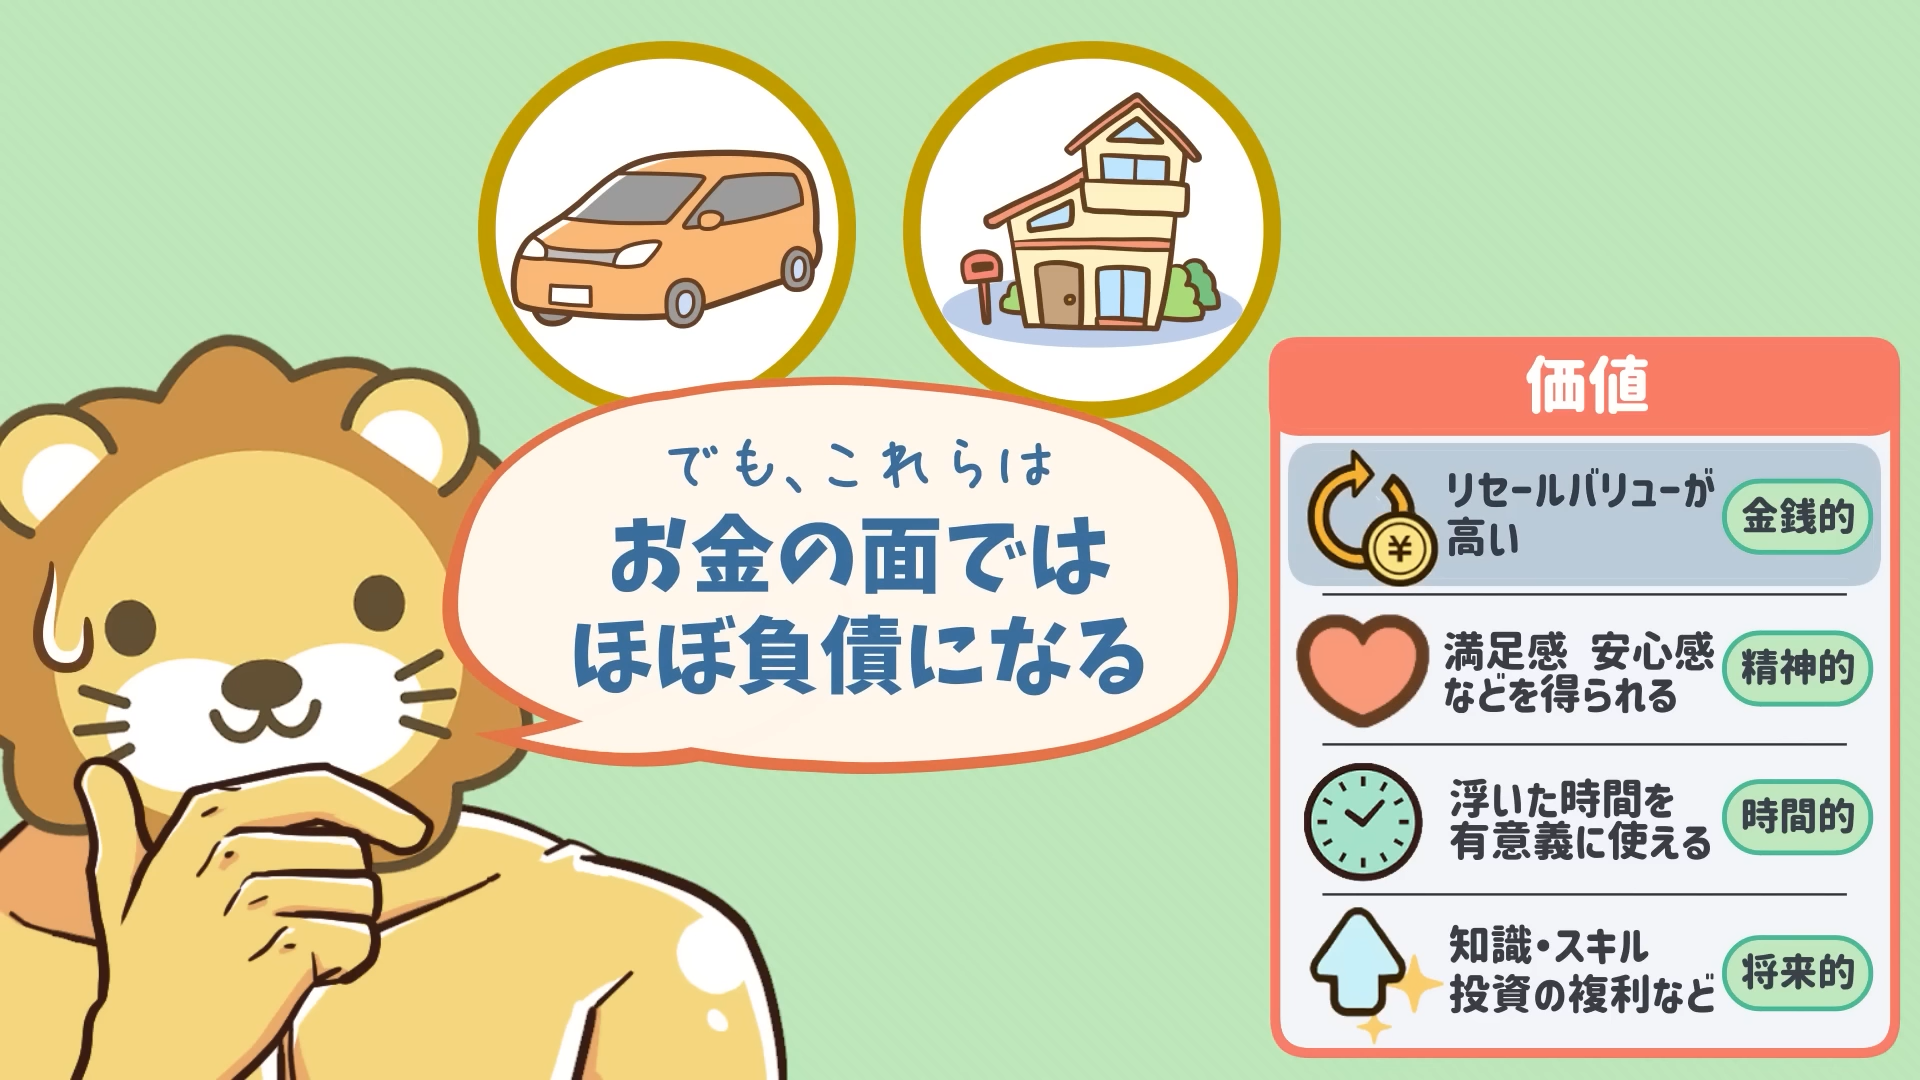 でも、これらは
お金の面では
ほぼ負債になる
価値
リセールバリューが
高い
金銭的
¥
満足感 安心感
などを得られる
精神的
浮いた時間を
有意義に使える
時間的
知識・スキル
投資の複利など
将来的